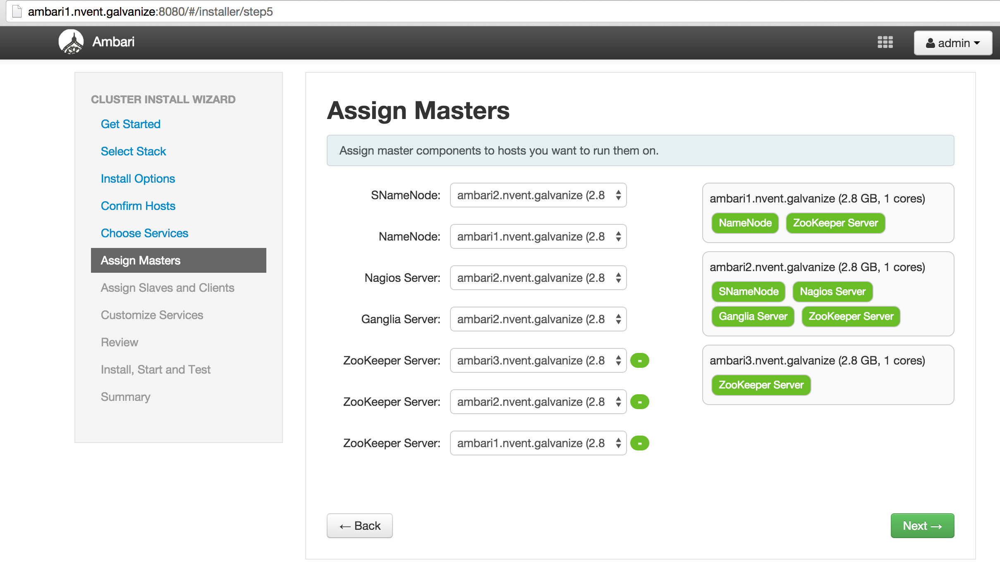 ambari1.nvent.galvanize:8080/#/installer/step5
Ambari
admin
CLUSTER INSTALL WIZARD
Get Started
Select Stack
Install Options
Confirm Hosts
Choose Services
Assign Masters
Assign Slaves and Clients
Customize Services
Review
Install, Start and Test
Summary
Assign Masters
Assign master components to hosts you want to run them on.
SNameNode: ambari2.nvent.galvanize (2.8
NameNode: ambari1.nvent.galvanize (2.8
Nagios Server: ambari2.nvent.galvanize (2.8
Ganglia Server: ambari2.nvent.galvanize (2.8
ZooKeeper Server: ambari3.nvent.galvanize (2.8 -
ZooKeeper Server: ambari2.nvent.galvanize (2.8 -
ZooKeeper Server: ambari1.nvent.galvanize (2.8 -
ambari1.nvent.galvanize (2.8 GB, 1 cores)
NameNode ZooKeeper Server
ambari2.nvent.galvanize (2.8 GB, 1 cores)
SNameNode Nagios Server
Ganglia Server ZooKeeper Server
ambari3.nvent.galvanize (2.8 GB, 1 cores)
ZooKeeper Server
← Back
Next →